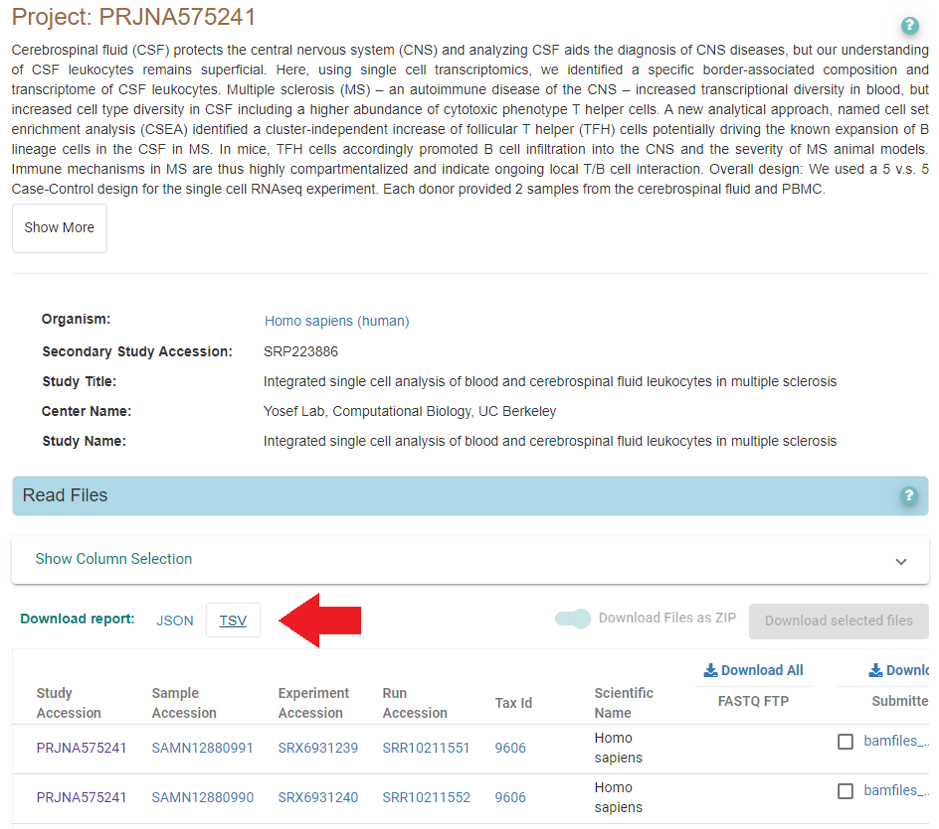 Project: PRJNA575241
?
Cerebrospinal fluid (CSF) protects the central nervous system (CNS) and analyzing CSF aids the diagnosis of CNS diseases, but our understanding
of CSF leukocytes remains superficial. Here, using single cell transcriptomics, we identified a specific border-associated composition and
transcriptome of CSF leukocytes. Multiple sclerosis (MS) – an autoimmune disease of the CNS – increased transcriptional diversity in blood, but
increased cell type diversity in CSF including a higher abundance of cytotoxic phenotype T helper cells. A new analytical approach, named cell set
enrichment analysis (CSEA) identified a cluster-independent increase of follicular T helper (TFH) cells potentially driving the known expansion of B
lineage cells in the CSF in MS. In mice, TFH cells accordingly promoted B cell infiltration into the CNS and the severity of MS animal models.
Immune mechanisms in MS are thus highly compartmentalized and indicate ongoing local T/B cell interaction. Overall design: We used a 5 v.s. 5
Case-Control design for the single cell RNAseq experiment. Each donor provided 2 samples from the cerebrospinal fluid and PBMC.
Show More
Organism: Homo sapiens (human)
Secondary Study Accession: SRP223886
Study Title: Integrated single cell analysis of blood and cerebrospinal fluid leukocytes in multiple sclerosis
Center Name: Yosef Lab, Computational Biology, UC Berkeley
Study Name: Integrated single cell analysis of blood and cerebrospinal fluid leukocytes in multiple sclerosis
Read Files ?
Show Column Selection
Download report: JSON TSV Download Files as ZIP Download selected files
Download All Downlo
Study Accession Sample Accession Experiment Accession Run Accession Tax Id Scientific Name FASTQ FTP Submitte
PRJNA575241 SAMN12880991 SRX6931239 SRR10211551 9606 Homo sapiens bamfiles_..
PRJNA575241 SAMN12880990 SRX6931240 SRR10211552 9606 Homo sapiens bamfiles_..